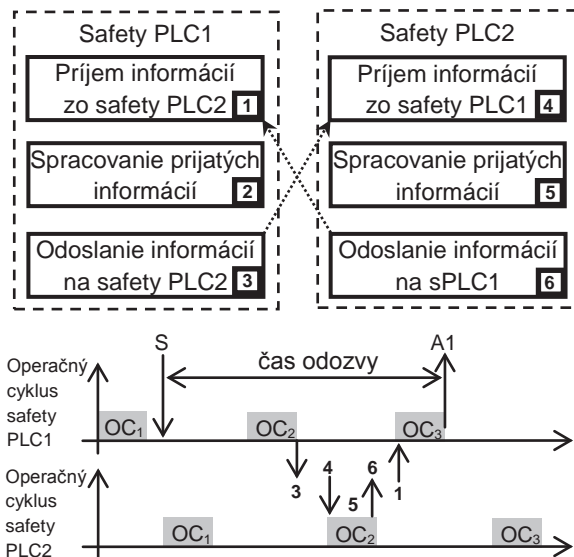 Safety PLC1
Príjem informácií
zo safety PLC2 1
Spracovanie prijatých
informácií 2
Odoslanie informácií
na safety PLC2 3
Safety PLC2
Príjem informácií
zo safety PLC1 4
Spracovanie prijatých
informácií 5
Odoslanie informácií
na sPLC1 6
S
čas odozvy
A1
Operačný
cyklus
safety
PLC1
OC1
OC2
OC3
3
4
5
6
1
Operačný
cyklus
safety
PLC2
OC1
OC2
OC3